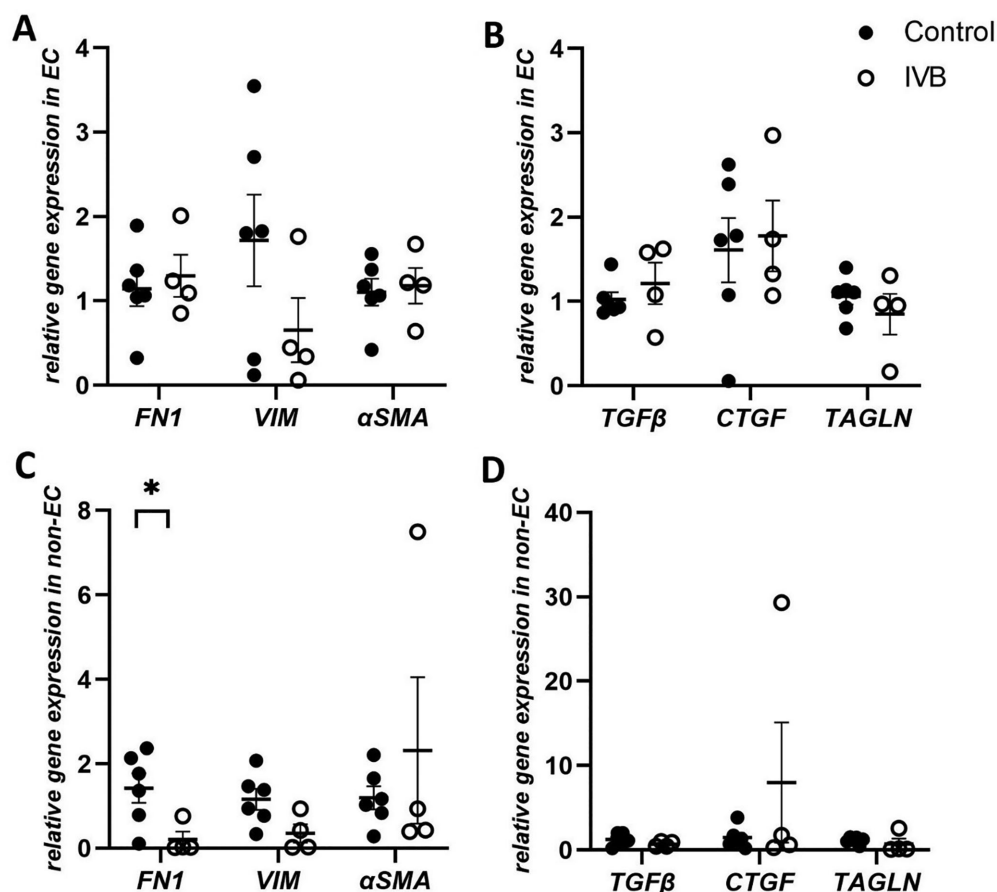 A
relative gene expression in EC
4
3
2
1
0
FN1 VIM αSMA
B
relative gene expression in EC
4
3
2
1
0
TGFβ CTGF TAGLN
Control
IVB
C
relative gene expression in non-EC
8
6
4
2
0
*
FN1 VIM αSMA
D
relative gene expression in non-EC
40
30
20
10
0
TGFβ CTGF TAGLN